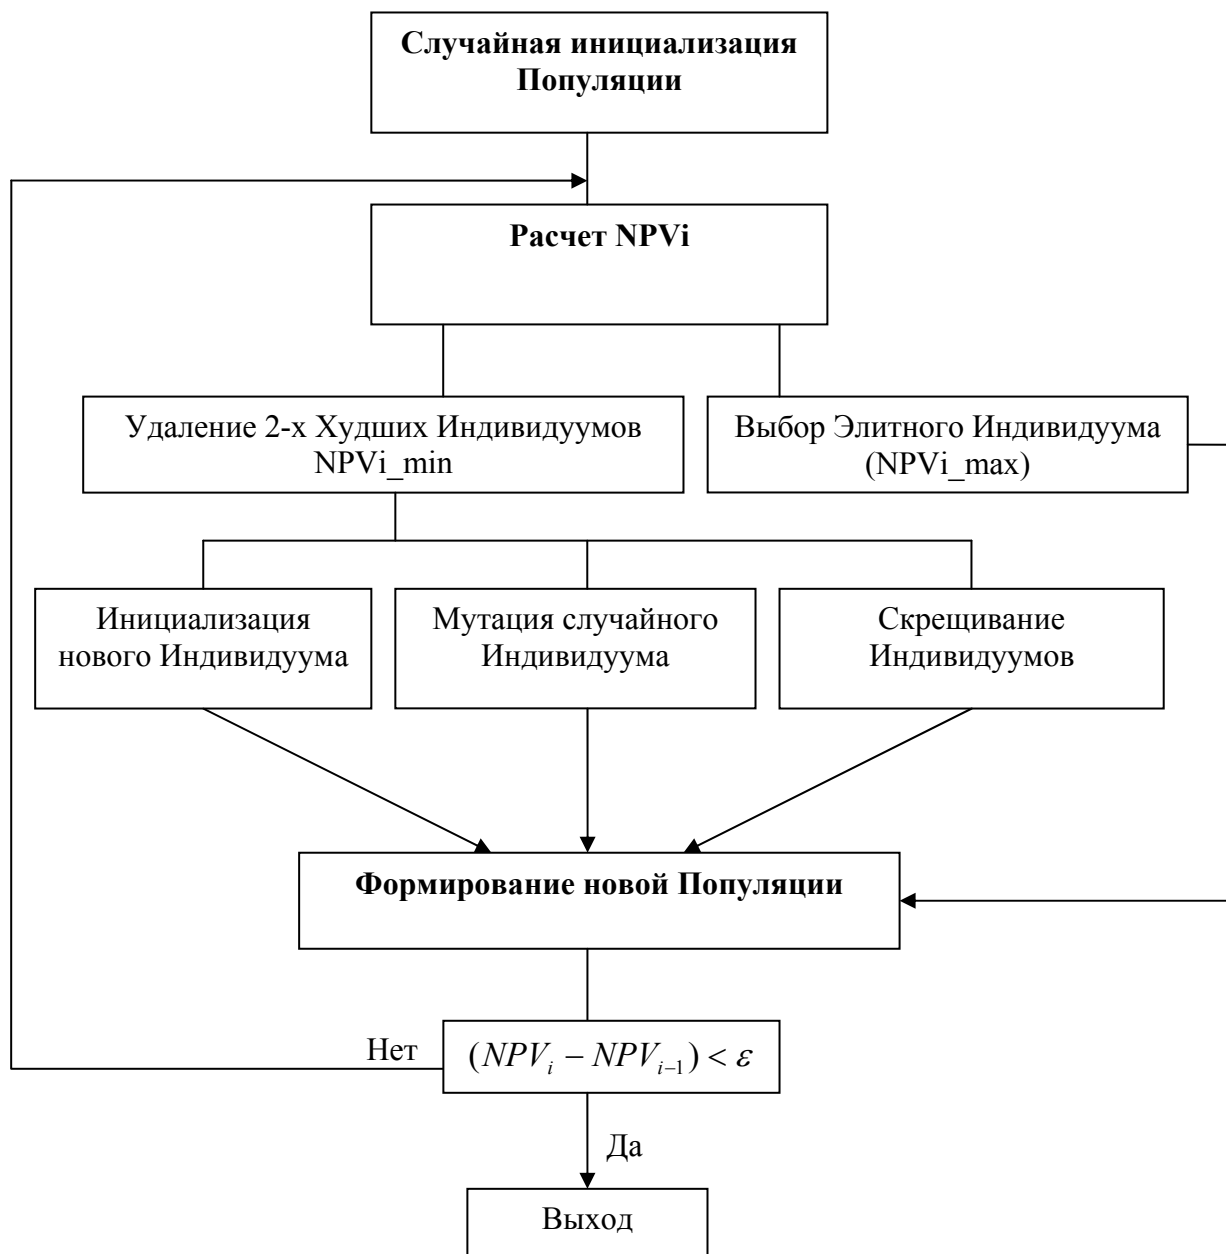 Случайная инициализация
Популяции
Расчет NPVi
Удаление 2-х Худших Индивидуумов
NPVi_min
Выбор Элитного Индивидуума
(NPVi_max)
Инициализация
нового Индивидуума
Мутация случайного
Индивидуума
Скрещивание
Индивидуумов
Формирование новой Популяции
Нет
(NPV_i − NPV_{i−1}) < ε
Да
Выход